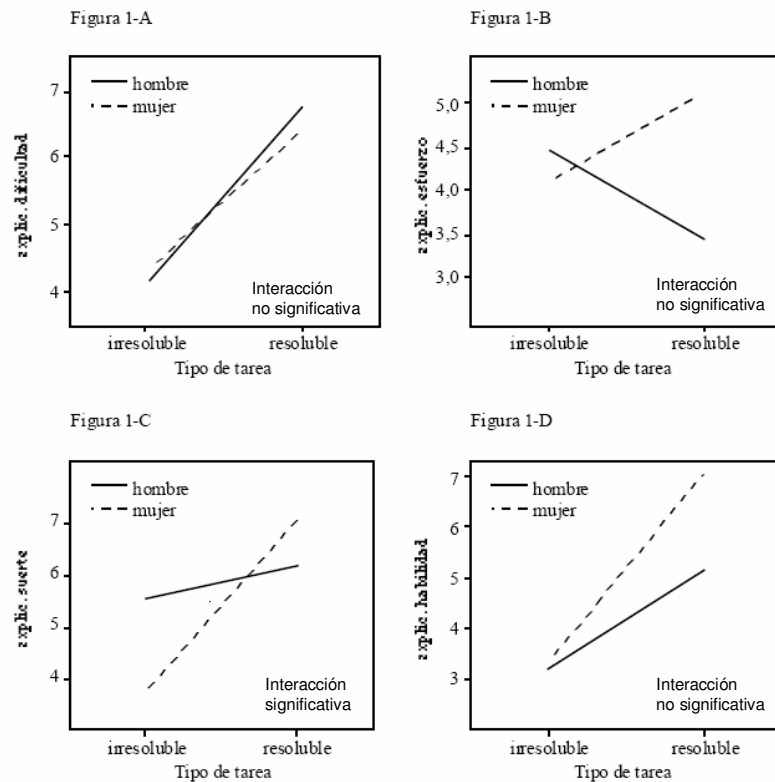 Figura 1-A
hombre
mujer
7
6
5
4
explic. dificultad
Interacción
no significativa
irresoluble resoluble
Tipo de tarea
Figura 1-B
hombre
mujer
5,0
4,5
4,0
3,5
3,0
explic. esfuerzo
Interacción
no significativa
irresoluble resoluble
Tipo de tarea
Figura 1-C
hombre
mujer
7
6
5
4
explic. suerte
Interacción
significativa
irresoluble resoluble
Tipo de tarea
Figura 1-D
hombre
mujer
7
6
5
4
3
explic. habilidad
Interacción
no significativa
irresoluble resoluble
Tipo de tarea